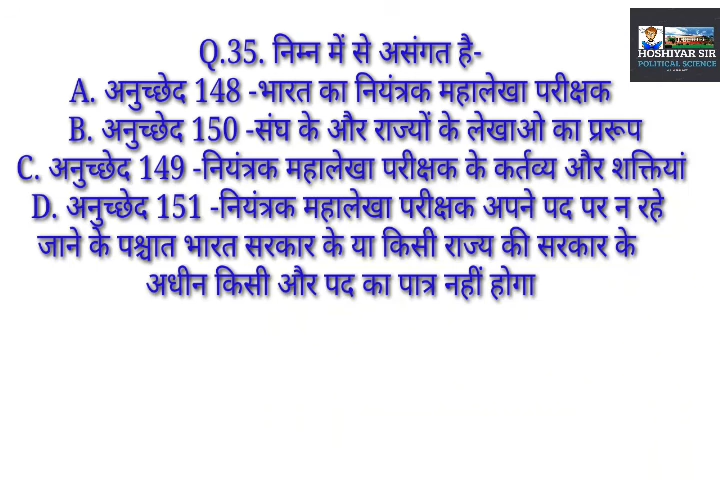 HOSHIYAR SIR
POLITICAL SCIENCE
Q.35. निम्न में से असंगत है-
A. अनुच्छेद 148 -भारत का नियंत्रक महालेखा परीक्षक
B. अनुच्छेद 150 -संघ के और राज्यों के लेखाओ का प्ररूप
C. अनुच्छेद 149 -नियंत्रक महालेखा परीक्षक के कर्तव्य और शक्तियां
D. अनुच्छेद 151 -नियंत्रक महालेखा परीक्षक अपने पद पर न रहे
जाने के पश्चात भारत सरकार के या किसी राज्य की सरकार के
अधीन किसी और पद का पात्र नहीं होगा